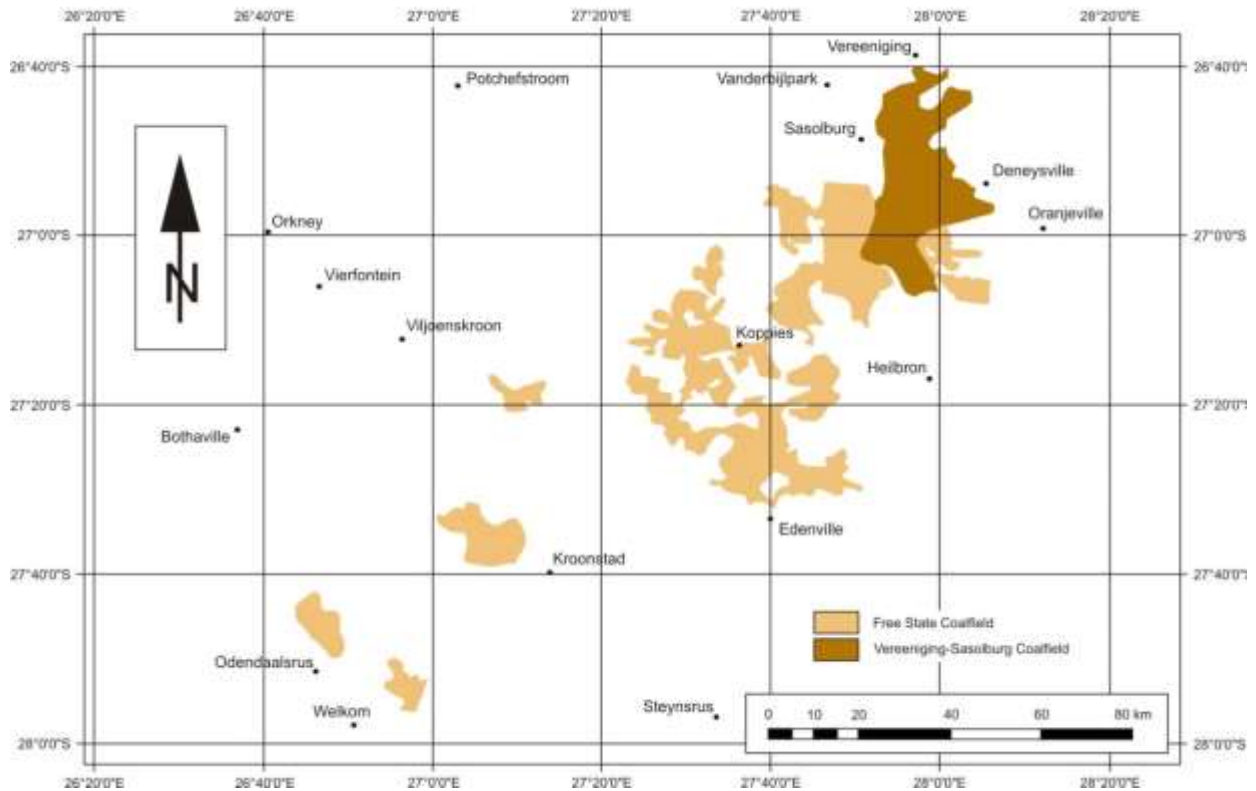 26°20'0"E 26°40'0"E 27°0'0"E 27°20'0"E 27°40'0"E 28°0'0"E 28°20'0"E
Vereeniging
26°40'0"S 26°40'0"S
Potchefstroom
Vanderbijlpark
Sasolburg
Deneysville
Orkney
Oranjeville
27°0'0"S 27°0'0"S
N
Vierfontein
Viljoenskroon
Koppies
Heilbron
27°20'0"S 27°20'0"S
Bothaville
Edenville
Kroonstad
27°40'0"S 27°40'0"S
Free State Coalfield
Vereeniging-Sasolburg Coalfield
Odendaalsrus
Welkom
Steynsrus
0 10 20 40 60 80 km
28°0'0"S 28°0'0"S
26°20'0"E 26°40'0"E 27°0'0"E 27°20'0"E 27°40'0"E 28°0'0"E 28°20'0"E